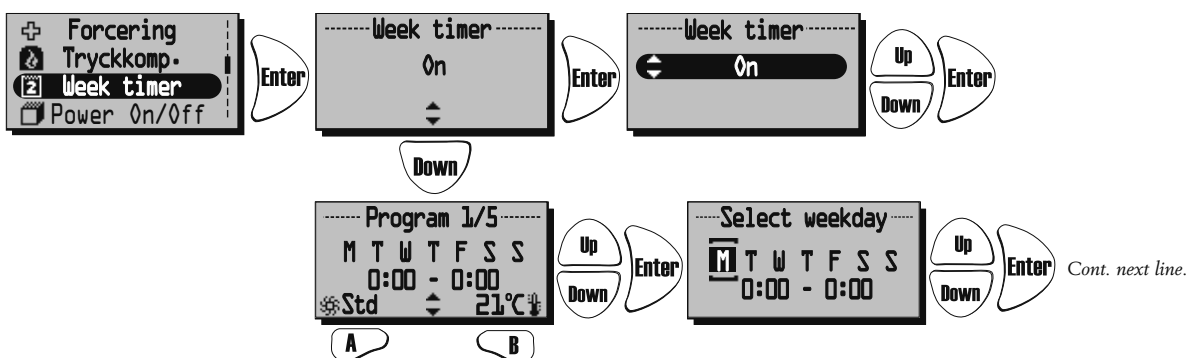 Forcering
Tryckkomp.
2 Week timer
Power On/Off
Enter
Week timer
On
Enter
Down
Week timer
On
Up
Down
Enter
Program 1/5
M T W T F S S
0:00 - 0:00
Std 21°C
A
B
Up
Down
Enter
Select weekday
M T W T F S S
0:00 - 0:00
Up
Down
Enter
Cont. next line.